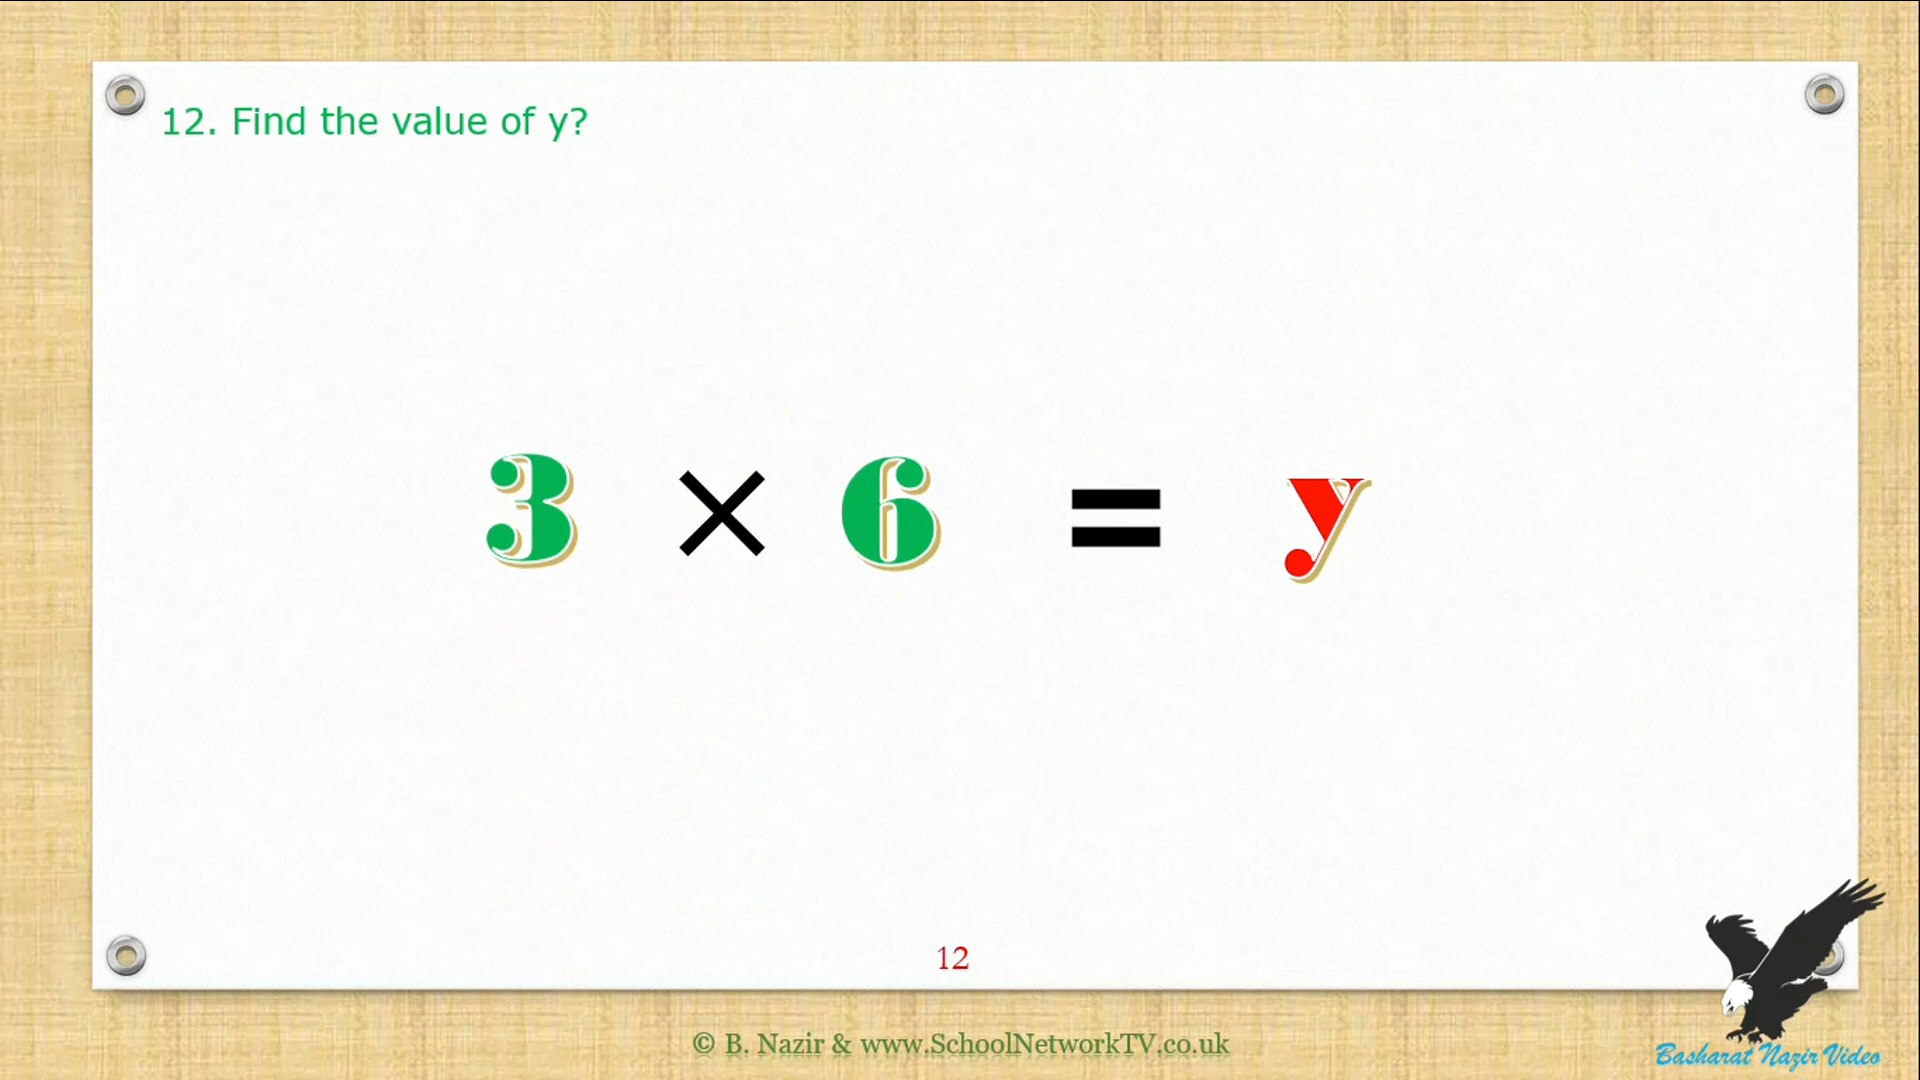 12. Find the value of y?
3 × 6 = y
12
© B. Nazir & www.SchoolNetworkTV.co.uk
Basharat Nazir Video